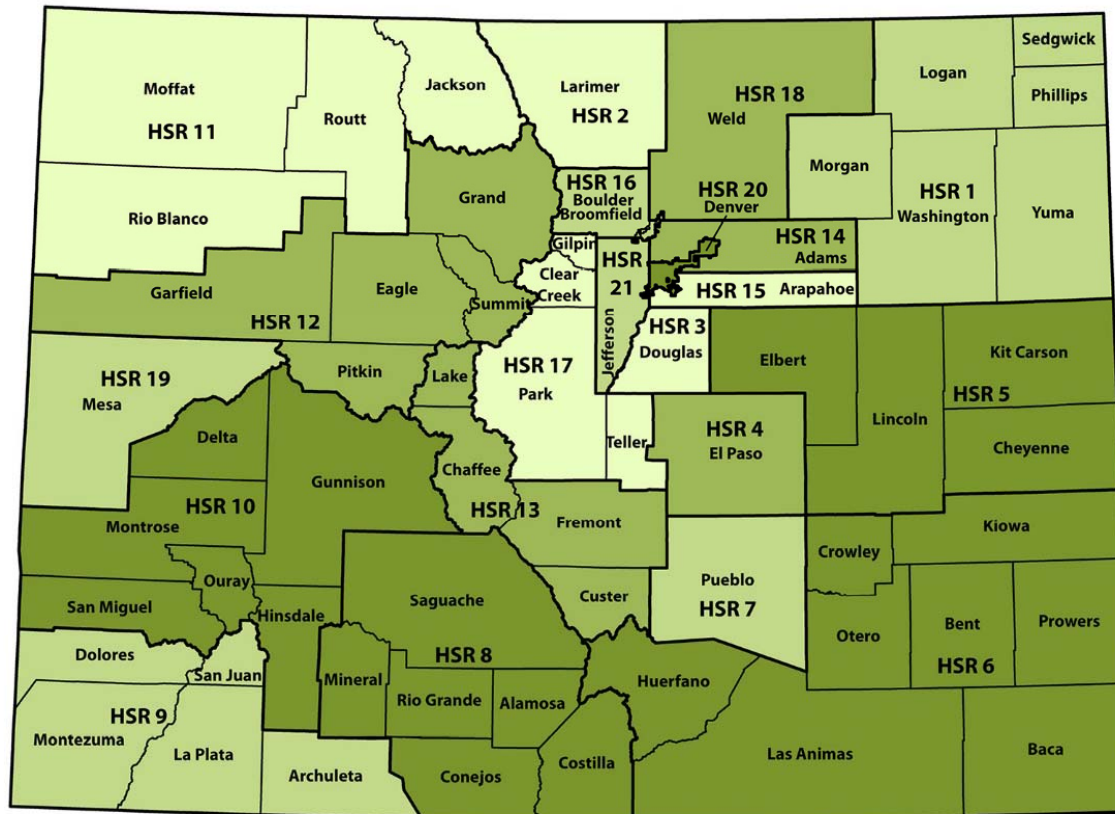 Moffat
HSR 11
Routt
Jackson
Larimer
HSR 2
HSR 18
Weld
Logan
Sedgwick
Phillips
Morgan
HSR 1
Washington
Yuma
Rio Blanco
Grand
HSR 16
Boulder
Broomfield
HSR 20
Denver
Gilpin
HSR
21
Jefferson
HSR 14
Adams
Clear
Creek
HSR 15
Arapahoe
Garfield
HSR 12
Eagle
Summit
HSR 3
Douglas
Elbert
Kit Carson
HSR 5
Lincoln
Cheyenne
HSR 19
Mesa
Pitkin
Lake
HSR 17
Park
Teller
HSR 4
El Paso
Delta
Gunnison
Chaffee
HSR 13
Fremont
Montrose
HSR 10
Ouray
Crowley
Kiowa
San Miguel
Hinsdale
Saguache
HSR 8
Custer
Pueblo
HSR 7
Otero
Bent
HSR 6
Prowers
Dolores
San Juan
Mineral
Rio Grande
Alamosa
Huerfano
HSR 9
Montezuma
La Plata
Archuleta
Conejos
Costilla
Las Animas
Baca